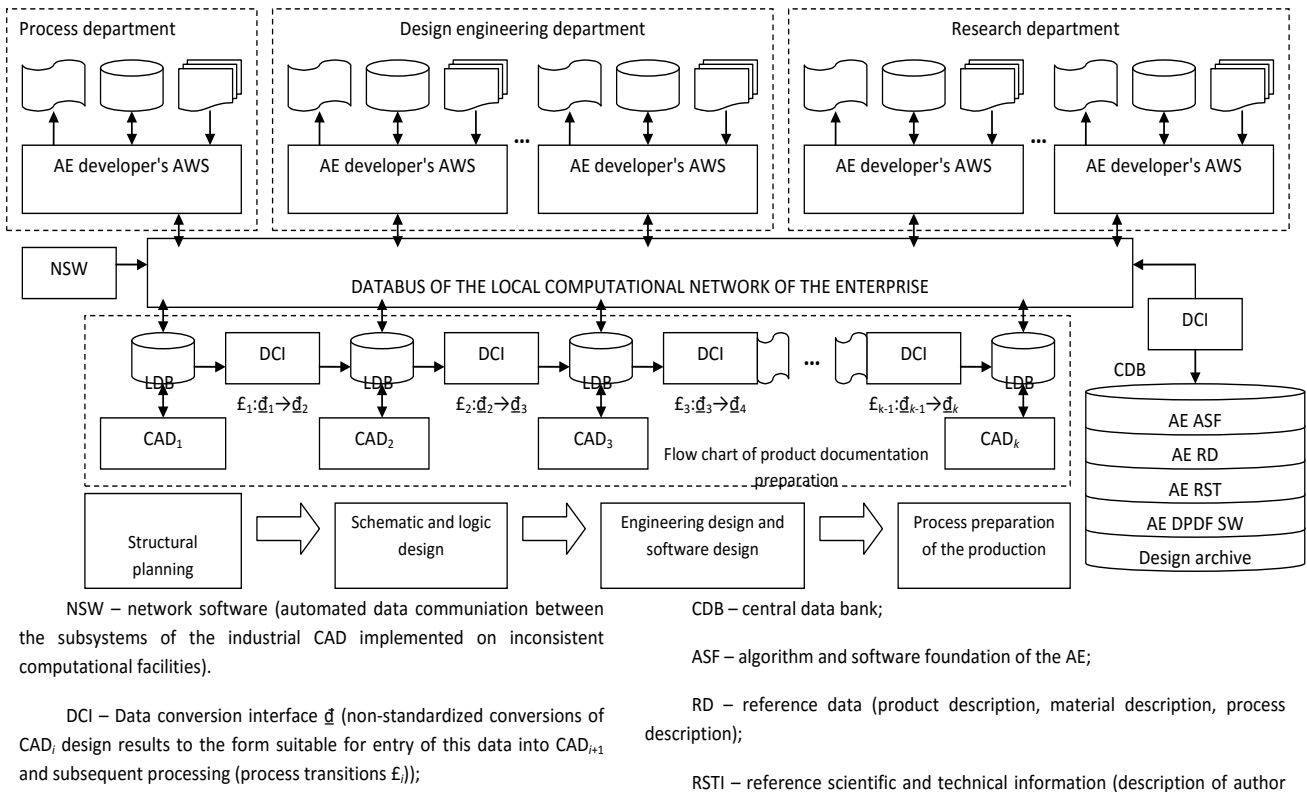 Process department
Design engineering department
Research department
AE developer's AWS
AE developer's AWS
...
AE developer's AWS
AE developer's AWS
...
AE developer's AWS
NSW
DATABUS OF THE LOCAL COMPUTATIONAL NETWORK OF THE ENTERPRISE
DCI
CDB
LDB
DCI
LDB
DCI
LDB
DCI
...
DCI
LDB
£1:₫1→₫2
£2:₫2→₫3
£3:₫3→₫4
£k-1:₫k-1→₫k
CAD1
CAD2
CAD3
CADk
Flow chart of product documentation
preparation
AE ASF
AE RD
AE RST
AE DPDF SW
Design archive
Structural
planning
Schematic and logic
design
Engineering design and
software design
Process preparation
of the production
NSW – network software (automated data communiation between
the subsystems of the industrial CAD implemented on inconsistent
computational facilities).
DCI – Data conversion interface ₫ (non-standardized conversions of
CADi design results to the form suitable for entry of this data into CADi+1
and subsequent processing (process transitions £i));
CDB – central data bank;
ASF – algorithm and software foundation of the AE;
RD – reference data (product description, material description, process
description);
RSTI – reference scientific and technical information (description of author